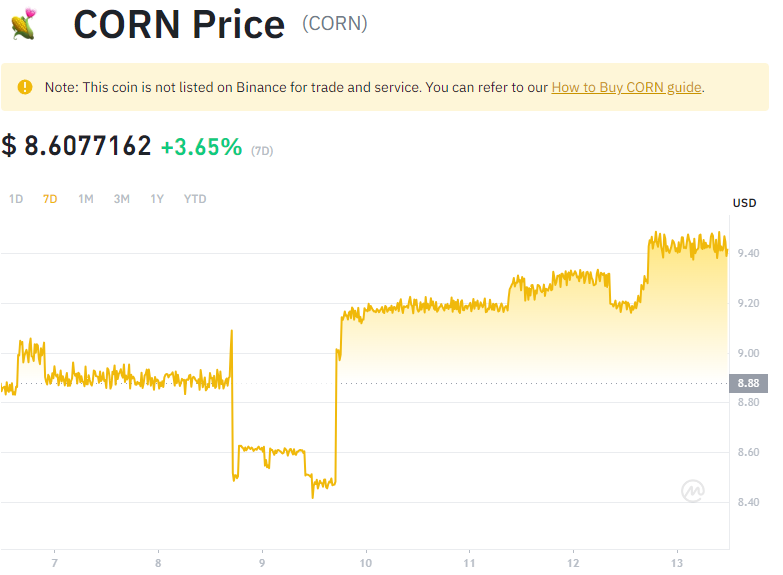 CORN Price (CORN)
Note: This coin is not listed on Binance for trade and service. You can refer to our How to Buy CORN guide.
$ 8.6077162 +3.65% (7D)
1D 7D 1M 3M 1Y YTD
USD
9.40
9.20
9.00
8.88
8.80
8.60
8.40
7 8 9 10 11 12 13